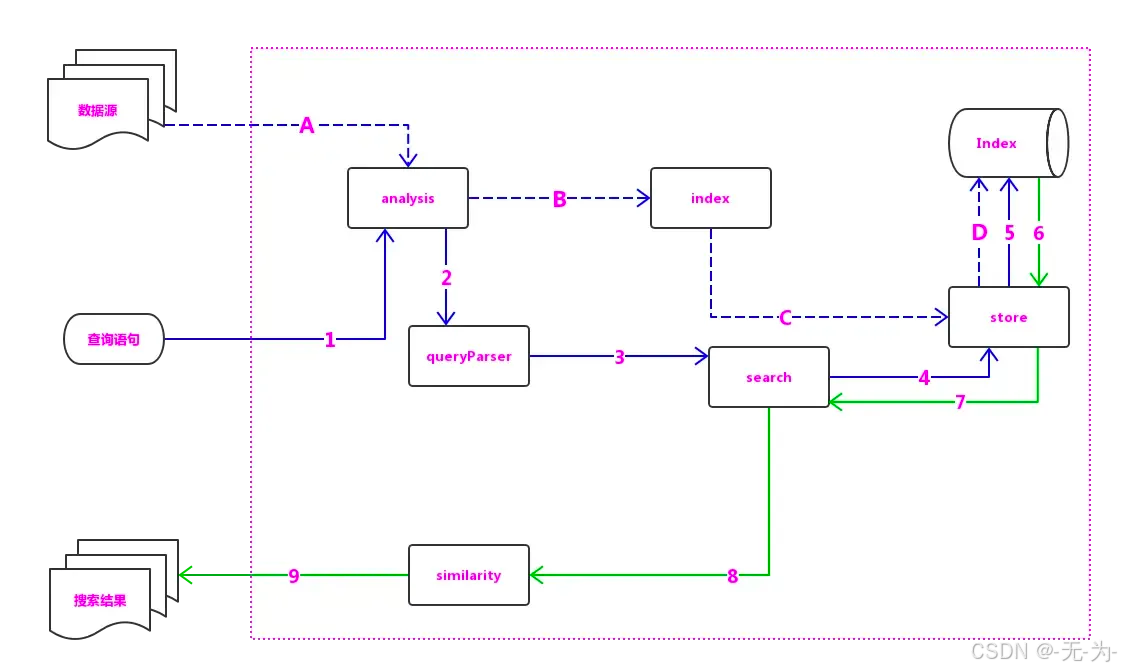 数据源
A
Index
analysis
B
index
D
5
6
2
C
store
查询语句
1
queryParser
3
search
4
7
similarity
8
9
搜索结果
CSDN @-无-为-